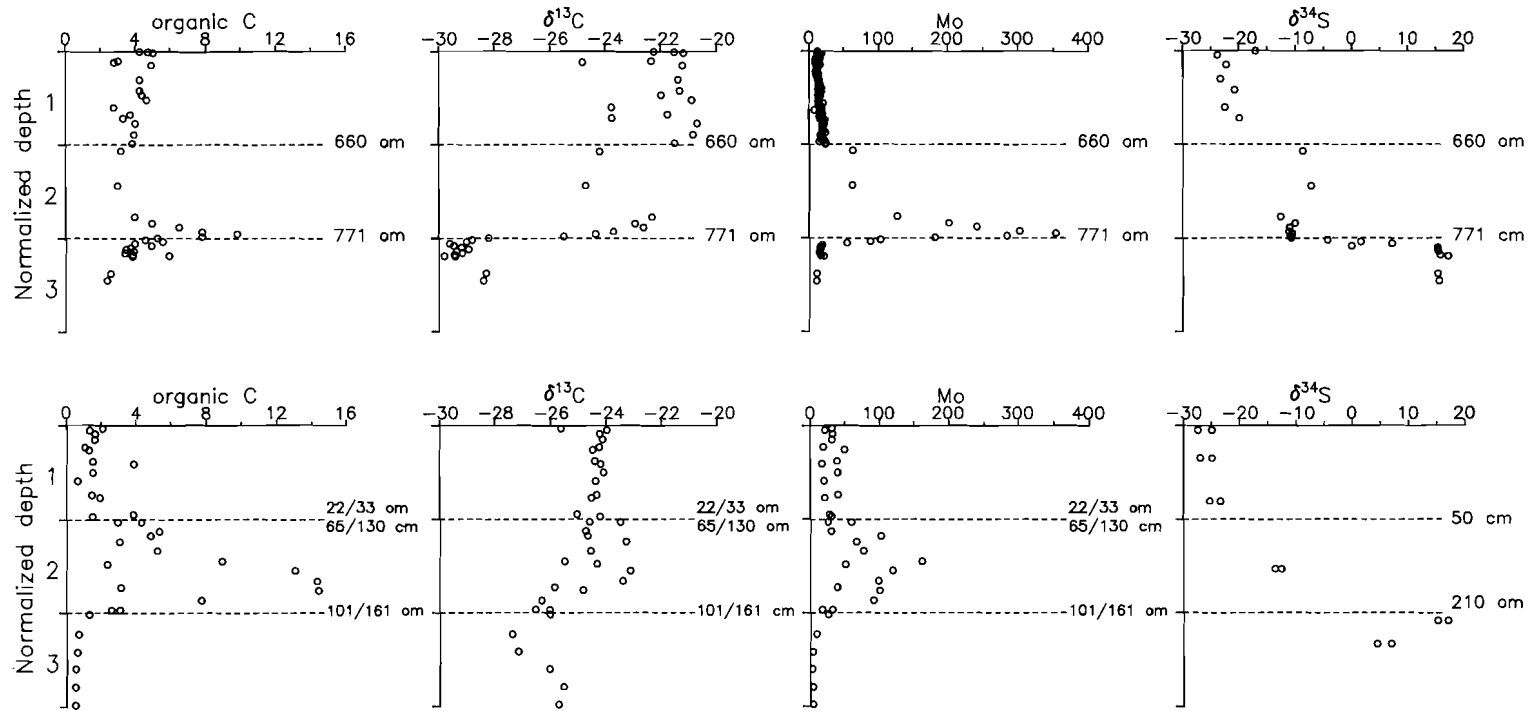 organic C δ¹³C Mo δ³⁴S
0 4 8 12 16 −30 −28 −26 −24 −22 −20 0 100 200 300 400 −30 −20 −10 0 10 20
Normalized depth
1
660 om 660 om 660 om 660 om
2
771 om 771 om 771 om 771 cm
3
organic C δ¹³C Mo δ³⁴S
0 4 8 12 16 −30 −28 −26 −24 −22 −20 0 100 200 300 400 −30 −20 −10 0 10 20
Normalized depth
1
22/33 om 22/33 om 22/33 om 50 cm
65/130 cm 65/130 om 65/130 cm
2
101/161 om 101/161 cm 101/161 om 210 om
3